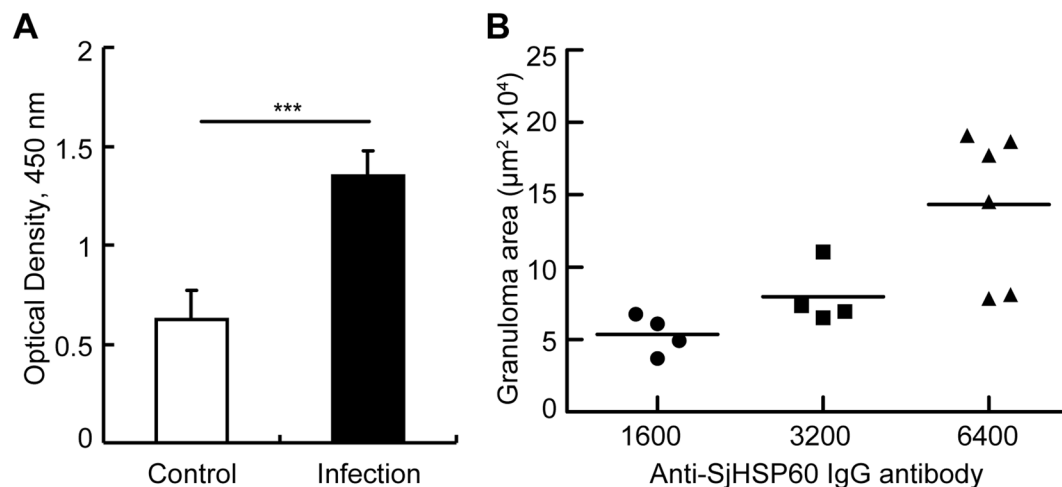 A
2
1.5
1
0.5
0
Optical Density, 450 nm
***
Control Infection
B
25
20
15
10
5
0
Granuloma area (µm² x10⁴)
1600 3200 6400
Anti-SjHSP60 IgG antibody